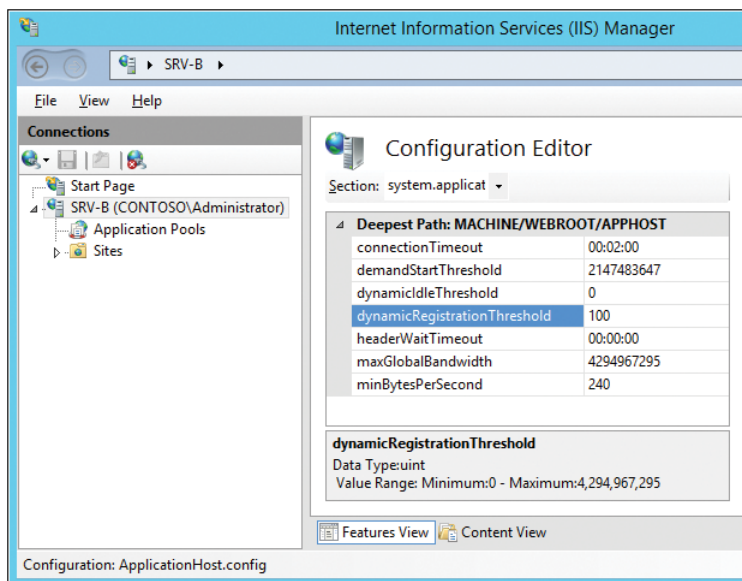 Internet Information Services (IIS) Manager
SRV-B
File View Help
Connections
Start Page
SRV-B (CONTOSO\Administrator)
Application Pools
Sites
Configuration Editor
Section: system.applicat
Deepest Path: MACHINE/WEBROOT/APPHOST
connectionTimeout 00:02:00
demandStartThreshold 2147483647
dynamicIdleThreshold 0
dynamicRegistrationThreshold 100
headerWaitTimeout 00:00:00
maxGlobalBandwidth 4294967295
minBytesPerSecond 240
dynamicRegistrationThreshold
Data Type:uint
Value Range: Minimum:0 - Maximum:4,294,967,295
Features View Content View
Configuration: ApplicationHost.config